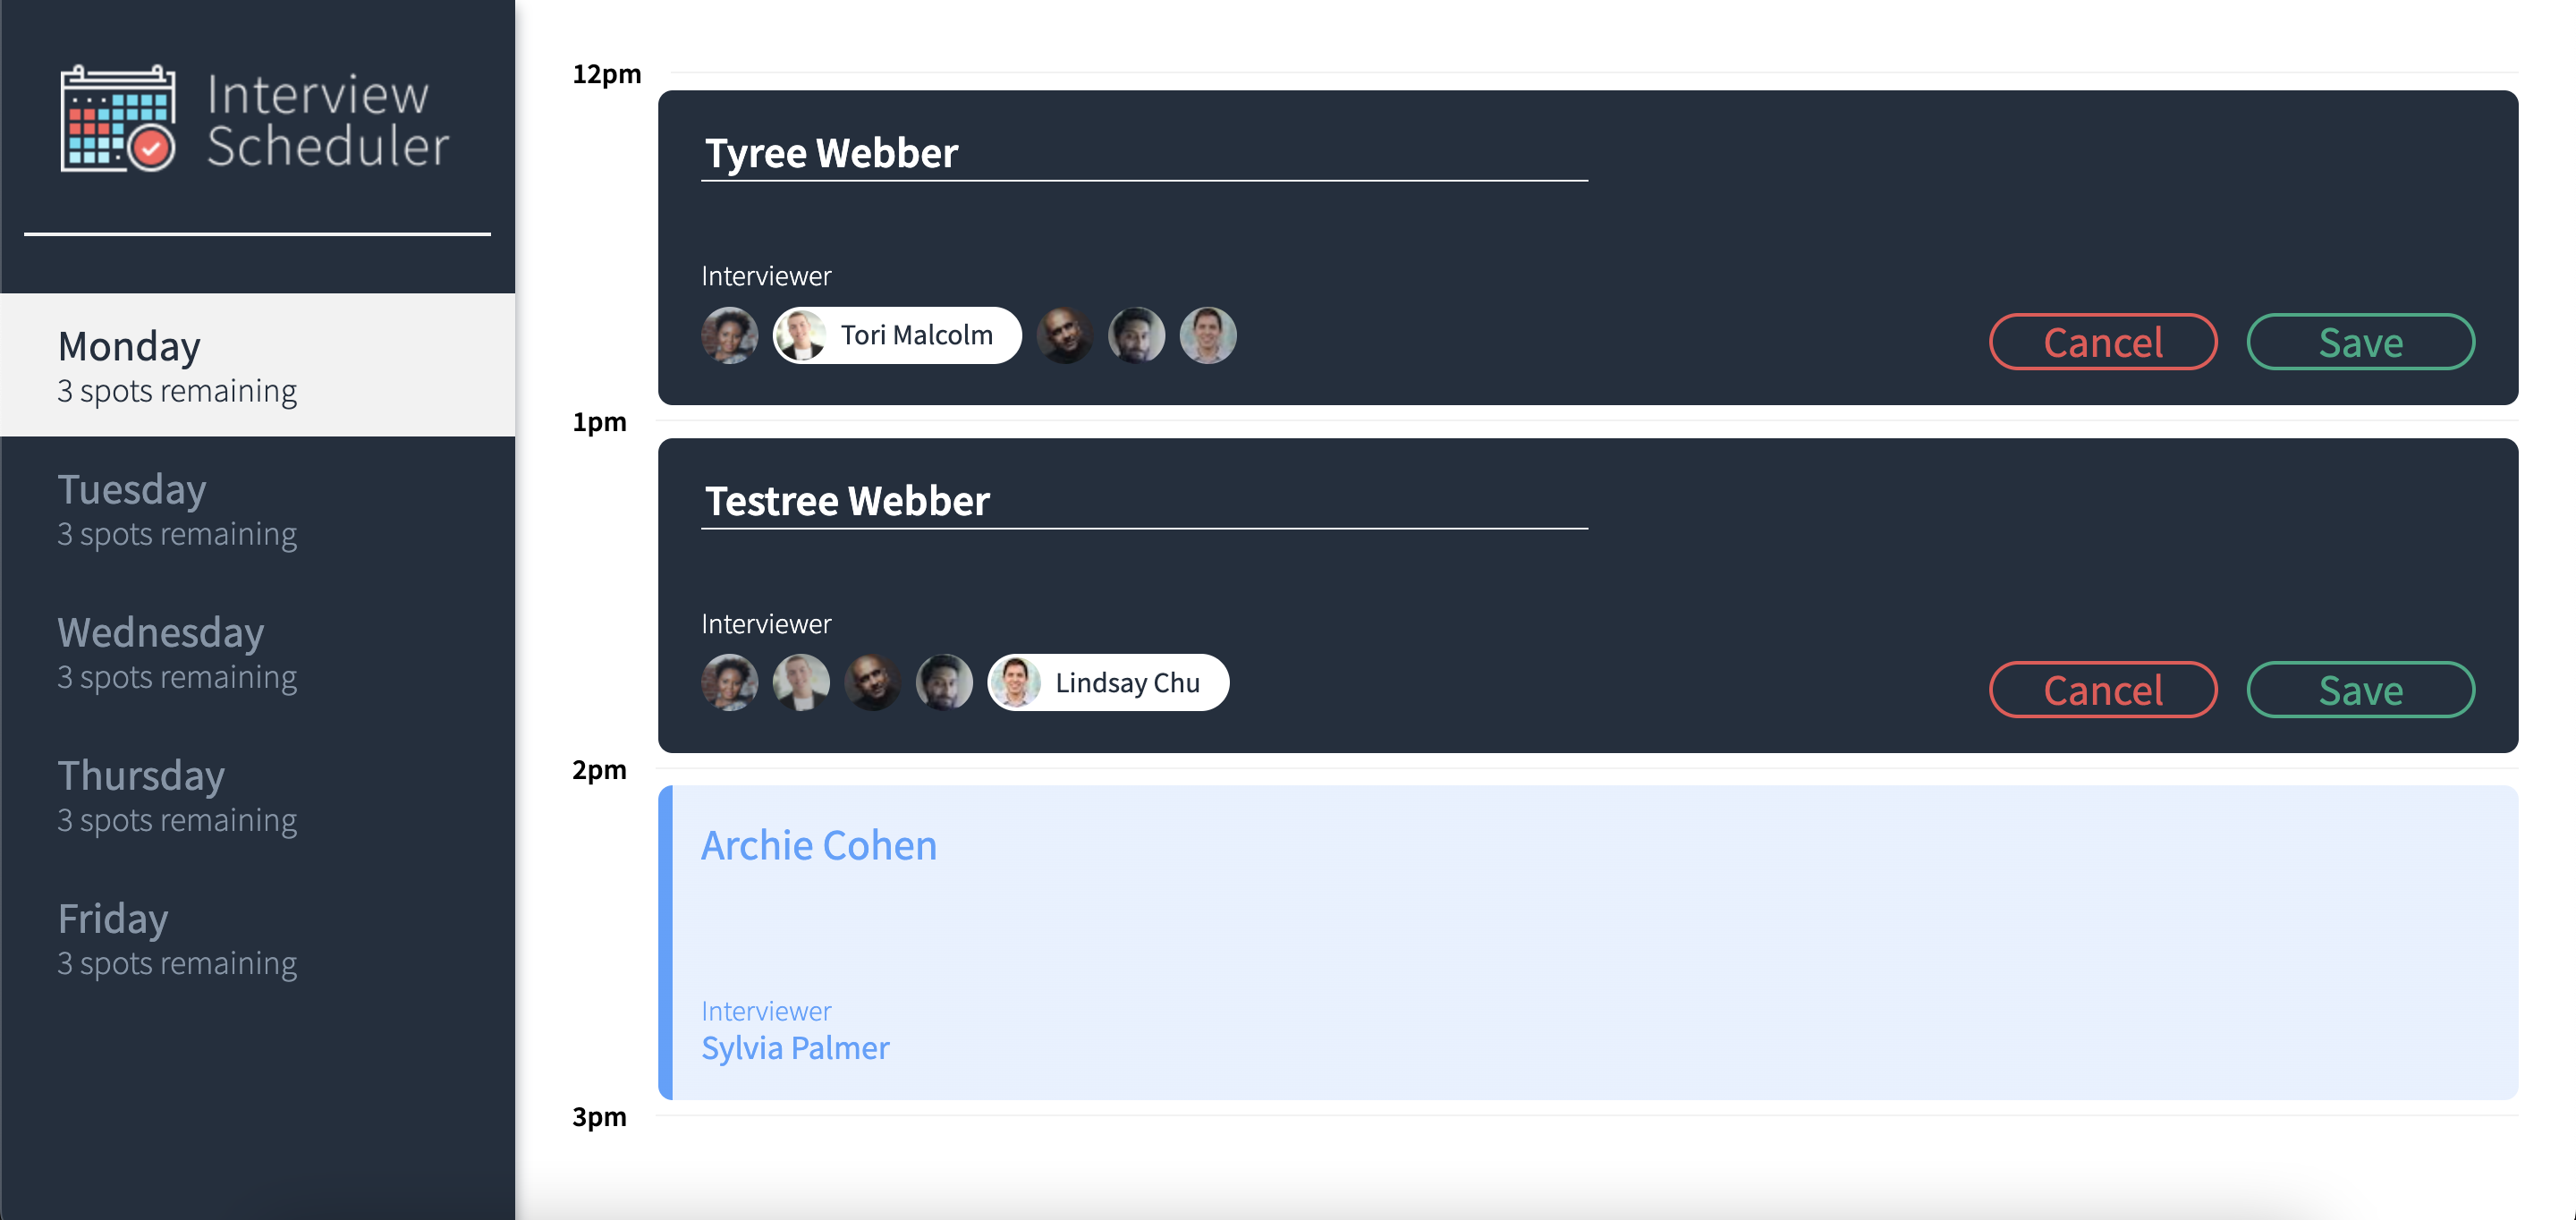 Interview
Scheduler
Monday
3 spots remaining
Tuesday
3 spots remaining
Wednesday
3 spots remaining
Thursday
3 spots remaining
Friday
3 spots remaining
12pm
Tyree Webber
Interviewer
Tori Malcolm
Cancel
Save
1pm
Testree Webber
Interviewer
Lindsay Chu
Cancel
Save
2pm
Archie Cohen
Interviewer
Sylvia Palmer
3pm